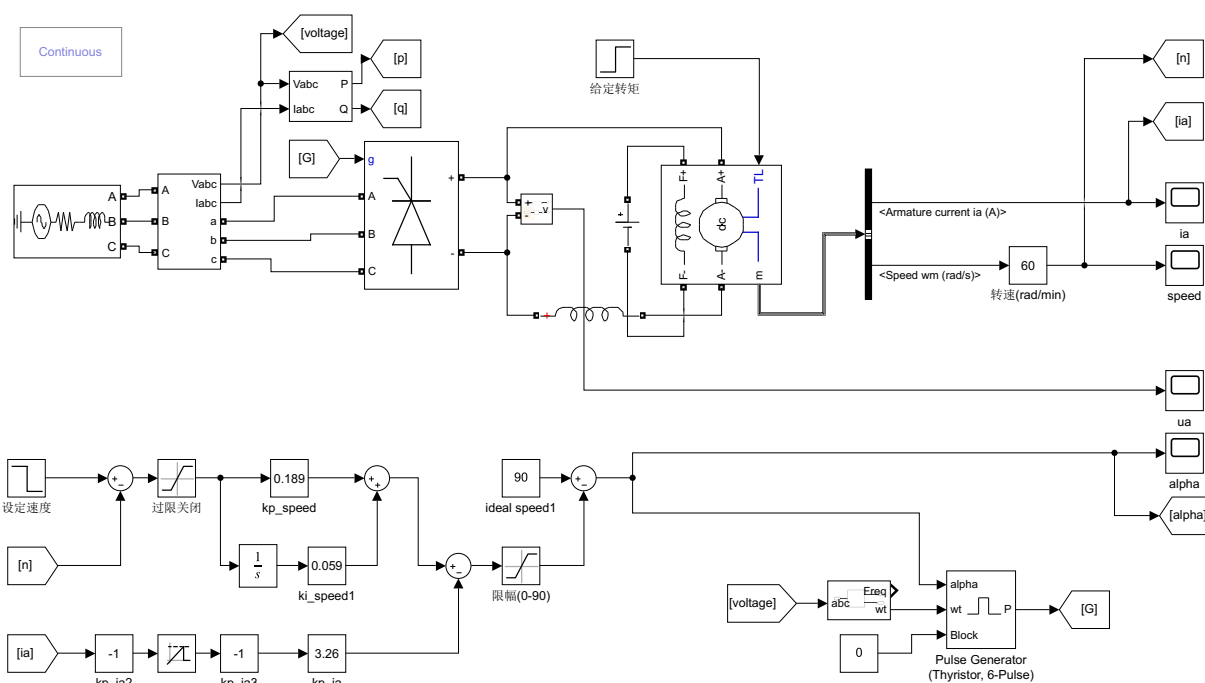 Continuous
[voltage]
[p]
[q]
Vabc
P
Iabc
Q
给定转矩
[n]
[ia]
[G]
g
A
B
C
+
-
A
B
C
A
B
C
Vabc
Iabc
a
b
c
+
-
v
+
F+
A+
TL
dc
F-
A-
m
<Armature current ia (A)>
ia
<Speed wm (rad/s)>
60
转速(rad/min)
speed
+
ua
设定速度
+
-
过限关闭
0.189
kp_speed
+
+
90
ideal speed1
+
-
alpha
[alpha]
[n]
1
s
0.059
ki_speed1
+
-
限幅(0-90)
[voltage]
abc
Freq
wt
alpha
wt
P
Block
[G]
0
Pulse Generator
(Thyristor, 6-Pulse)
[ia]
-1
kp_ia2
-1
kp_ia3
3.26
kp_ia